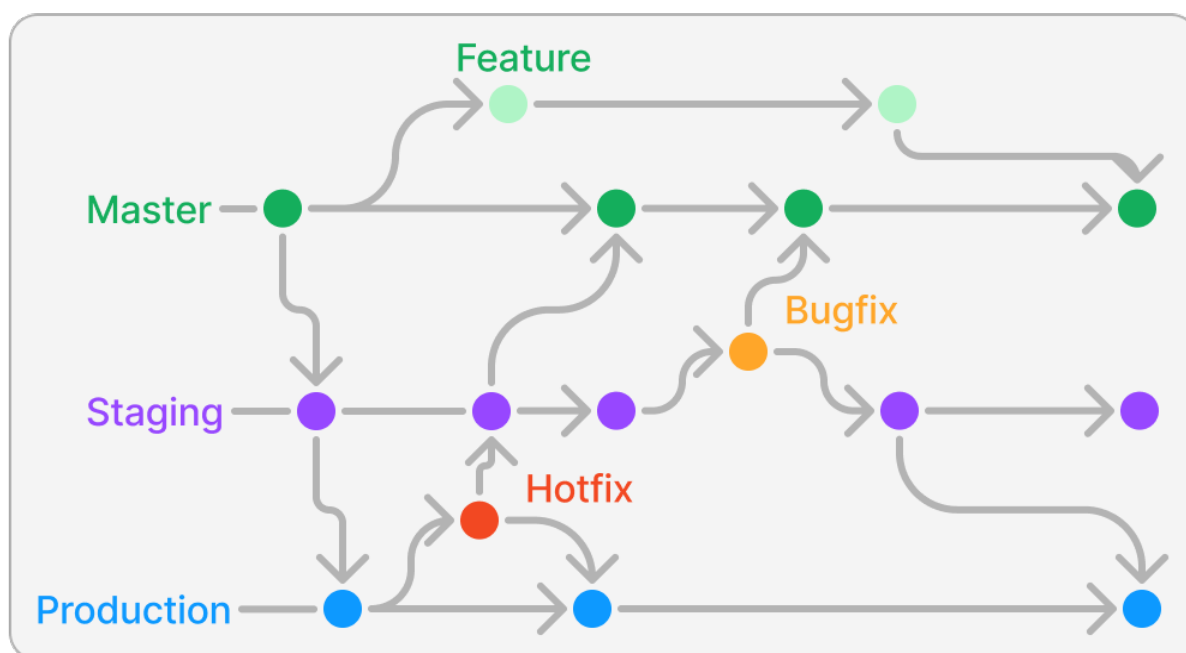 Feature
Master
Bugfix
Staging
Hotfix
Production